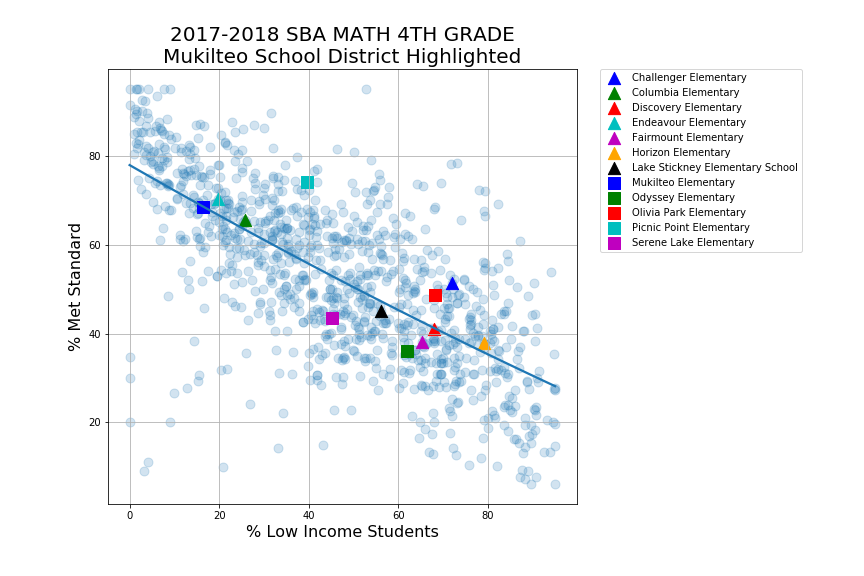 2017-2018 SBA MATH 4TH GRADE
Mukilteo School District Highlighted
% Met Standard
80
60
40
20
0
20
40
60
80
% Low Income Students
Challenger Elementary
Columbia Elementary
Discovery Elementary
Endeavour Elementary
Fairmount Elementary
Horizon Elementary
Lake Stickney Elementary School
Mukilteo Elementary
Odyssey Elementary
Olivia Park Elementary
Picnic Point Elementary
Serene Lake Elementary